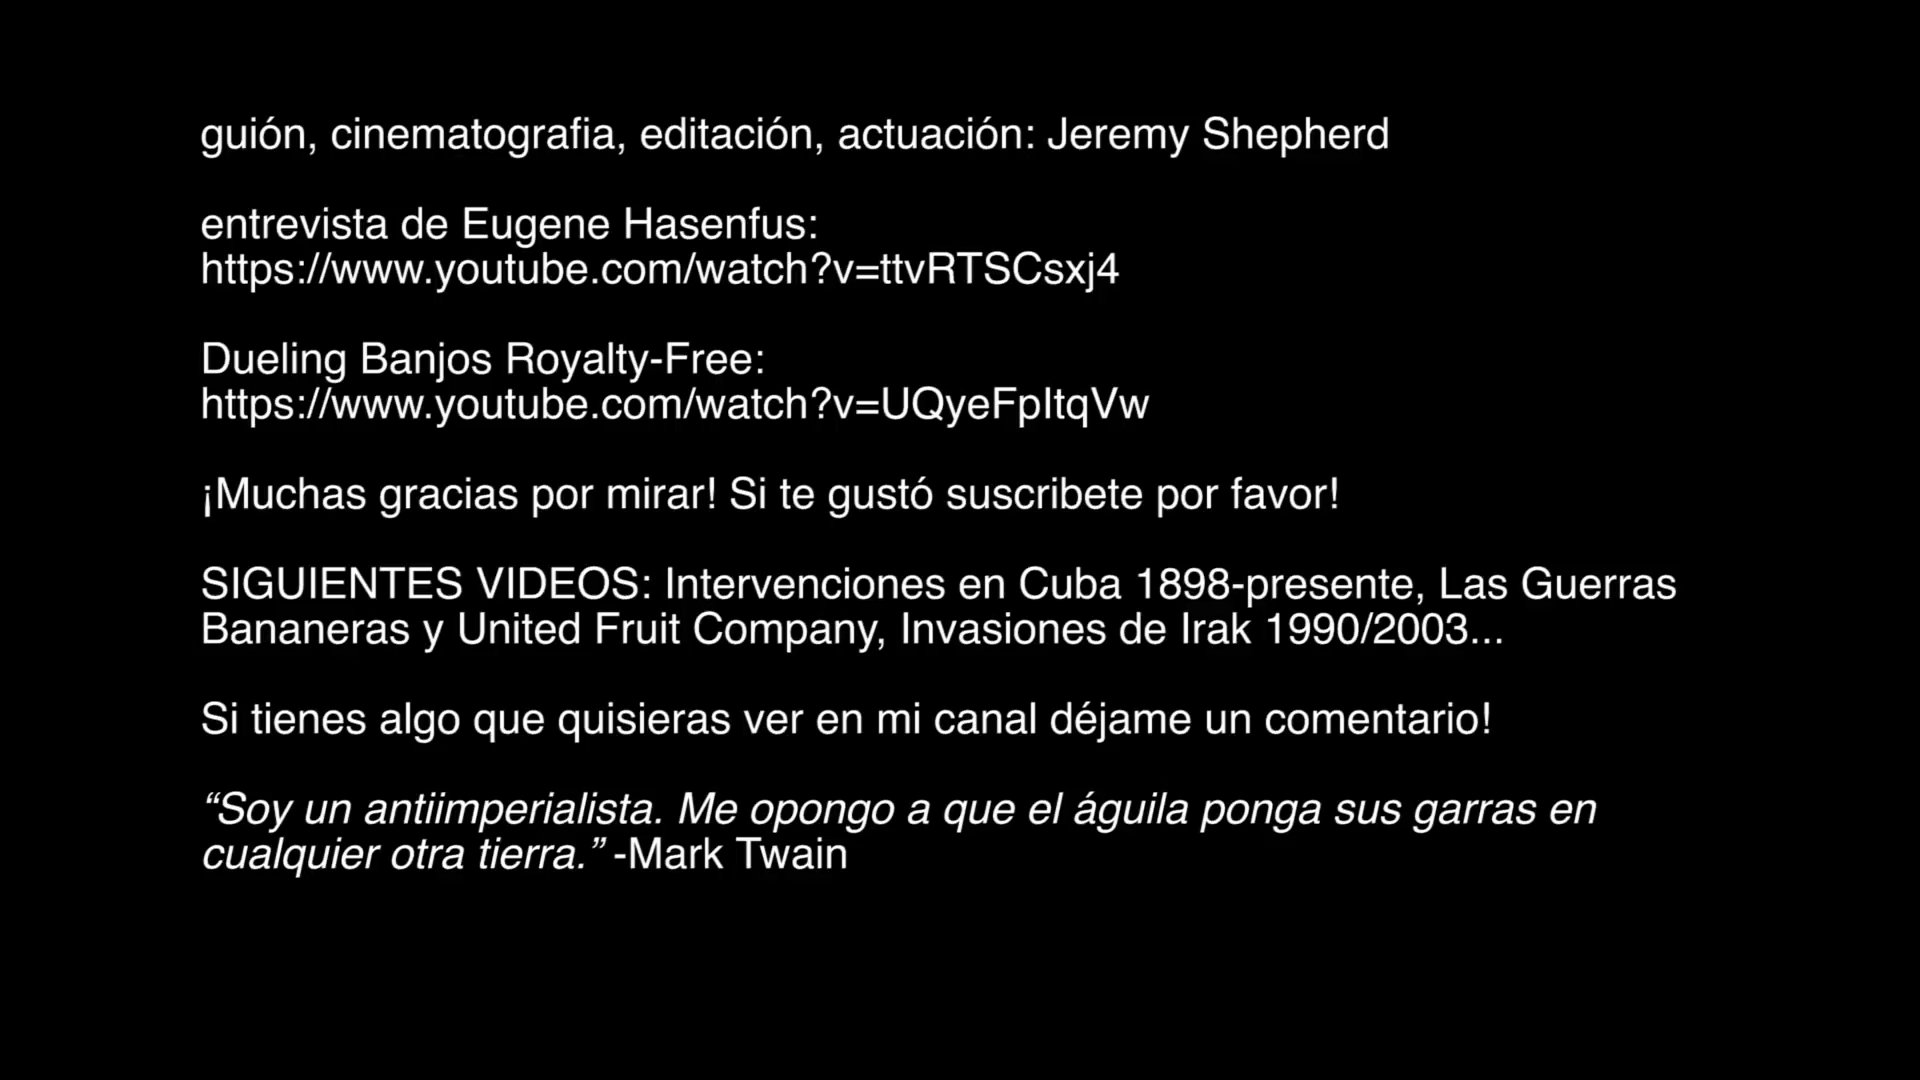 guión, cinematografia, editación, actuación: Jeremy Shepherd
entrevista de Eugene Hasenfus:
https://www.youtube.com/watch?v=ttvRTSCsxj4
Dueling Banjos Royalty-Free:
https://www.youtube.com/watch?v=UQyeFpItqVw
¡Muchas gracias por mirar! Si te gustó suscribete por favor!
SIGUIENTES VIDEOS: Intervenciones en Cuba 1898-presente, Las Guerras
Bananeras y United Fruit Company, Invasiones de Irak 1990/2003...
Si tienes algo que quisieras ver en mi canal déjame un comentario!
“Soy un antiimperialista. Me opongo a que el águila ponga sus garras en
cualquier otra tierra.” -Mark Twain